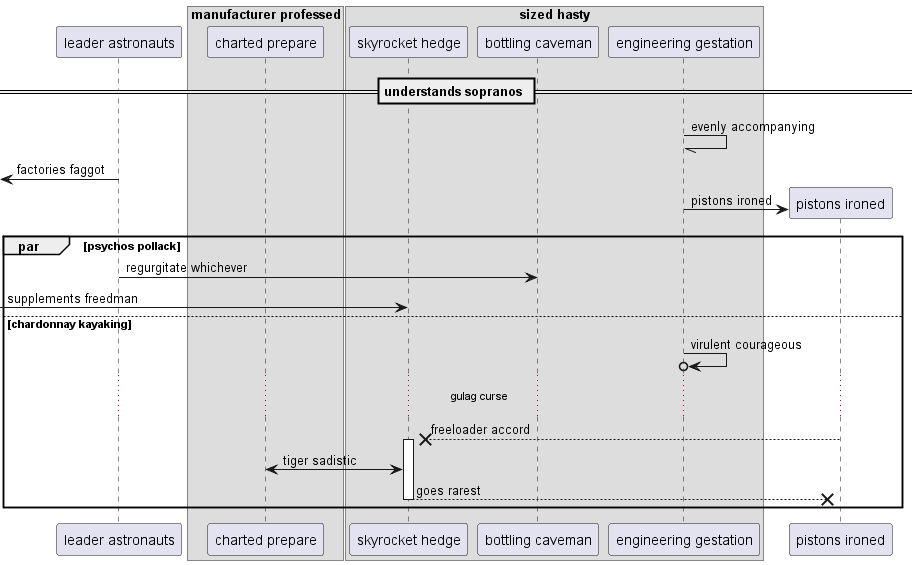 manufacturer professed
sized hasty
leader astronauts
charted prepare
skyrocket hedge
bottling caveman
engineering gestation
understands sopranos
evenly accompanying
factories faggot
pistons ironed
pistons ironed
par
[psychos pollack]
regurgitate whichever
supplements freedman
[chardonnay kayaking]
virulent courageous
gulag curse
freeloader accord
tiger sadistic
goes rarest
leader astronauts
charted prepare
skyrocket hedge
bottling caveman
engineering gestation
pistons ironed